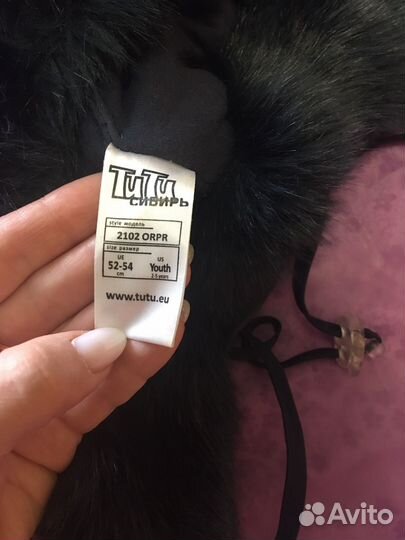 TuTu
СИБИРЬ
style модель
2102 ORPR
size размер
UE US
52-54 Youth
cm 2-5 years
www.tutu.eu
Avito